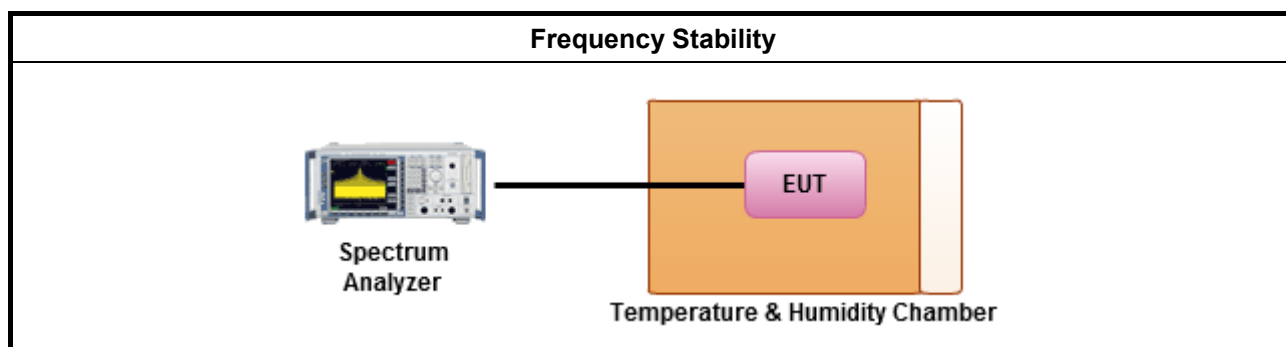 Frequency Stability
EUT
Spectrum
Analyzer
Temperature & Humidity Chamber